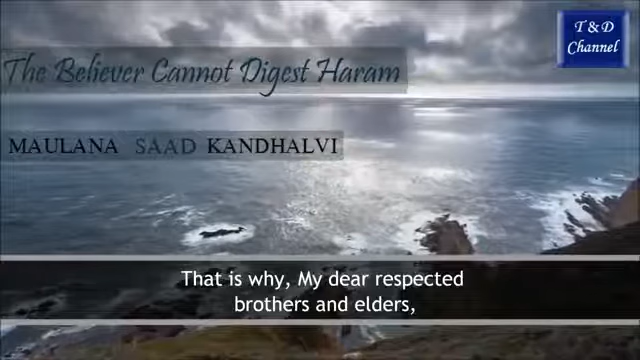 T & D
Channel
The Believer Cannot Digest Haram
MAULANA SAAD KANDHALVI
That is why, My dear respected
brothers and elders,